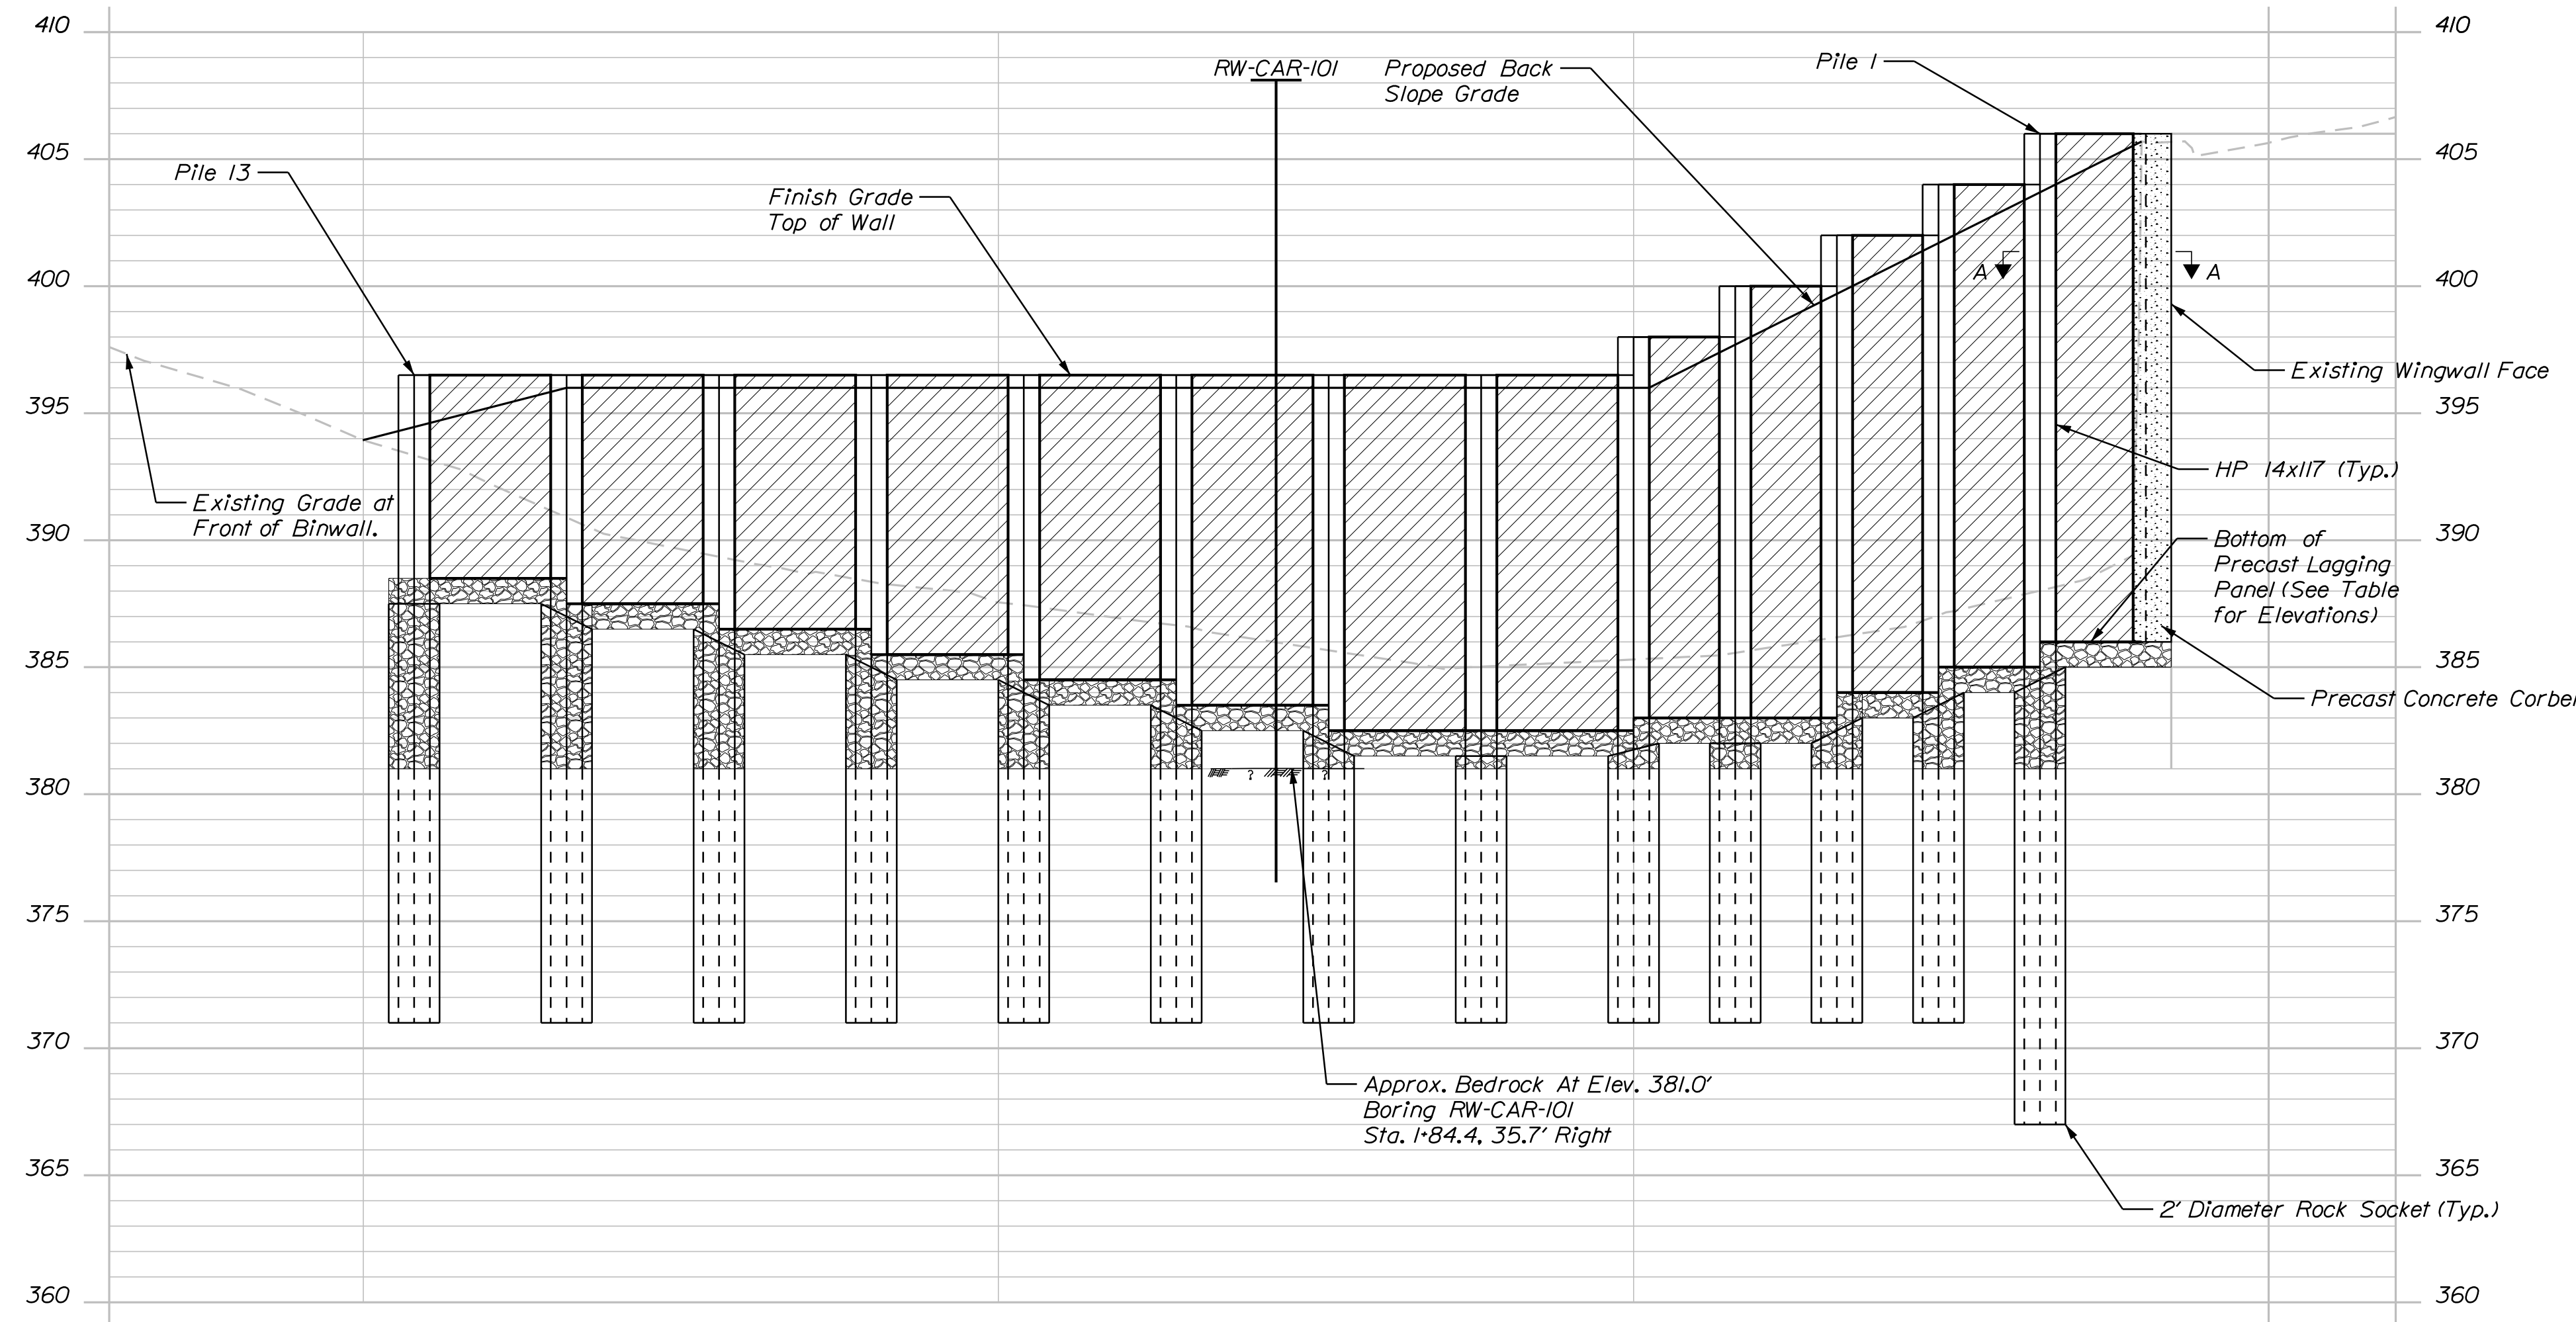 410
410
RW-CAR-101
Proposed Back
Slope Grade
Pile 1
405
405
Pile 13
Finish Grade
Top of Wall
400
400
A
A
Existing Wingwall Face
395
395
HP 14x117 (Typ.)
Existing Grade at
Front of Binwall.
390
390
Bottom of
Precast Lagging
Panel (See Table
for Elevations)
385
385
Precast Concrete Corbel
? ?
380
380
375
375
370
370
Approx. Bedrock At Elev. 381.0'
Boring RW-CAR-101
Sta. 1+84.4, 35.7' Right
365
365
2' Diameter Rock Socket (Typ.)
360
360